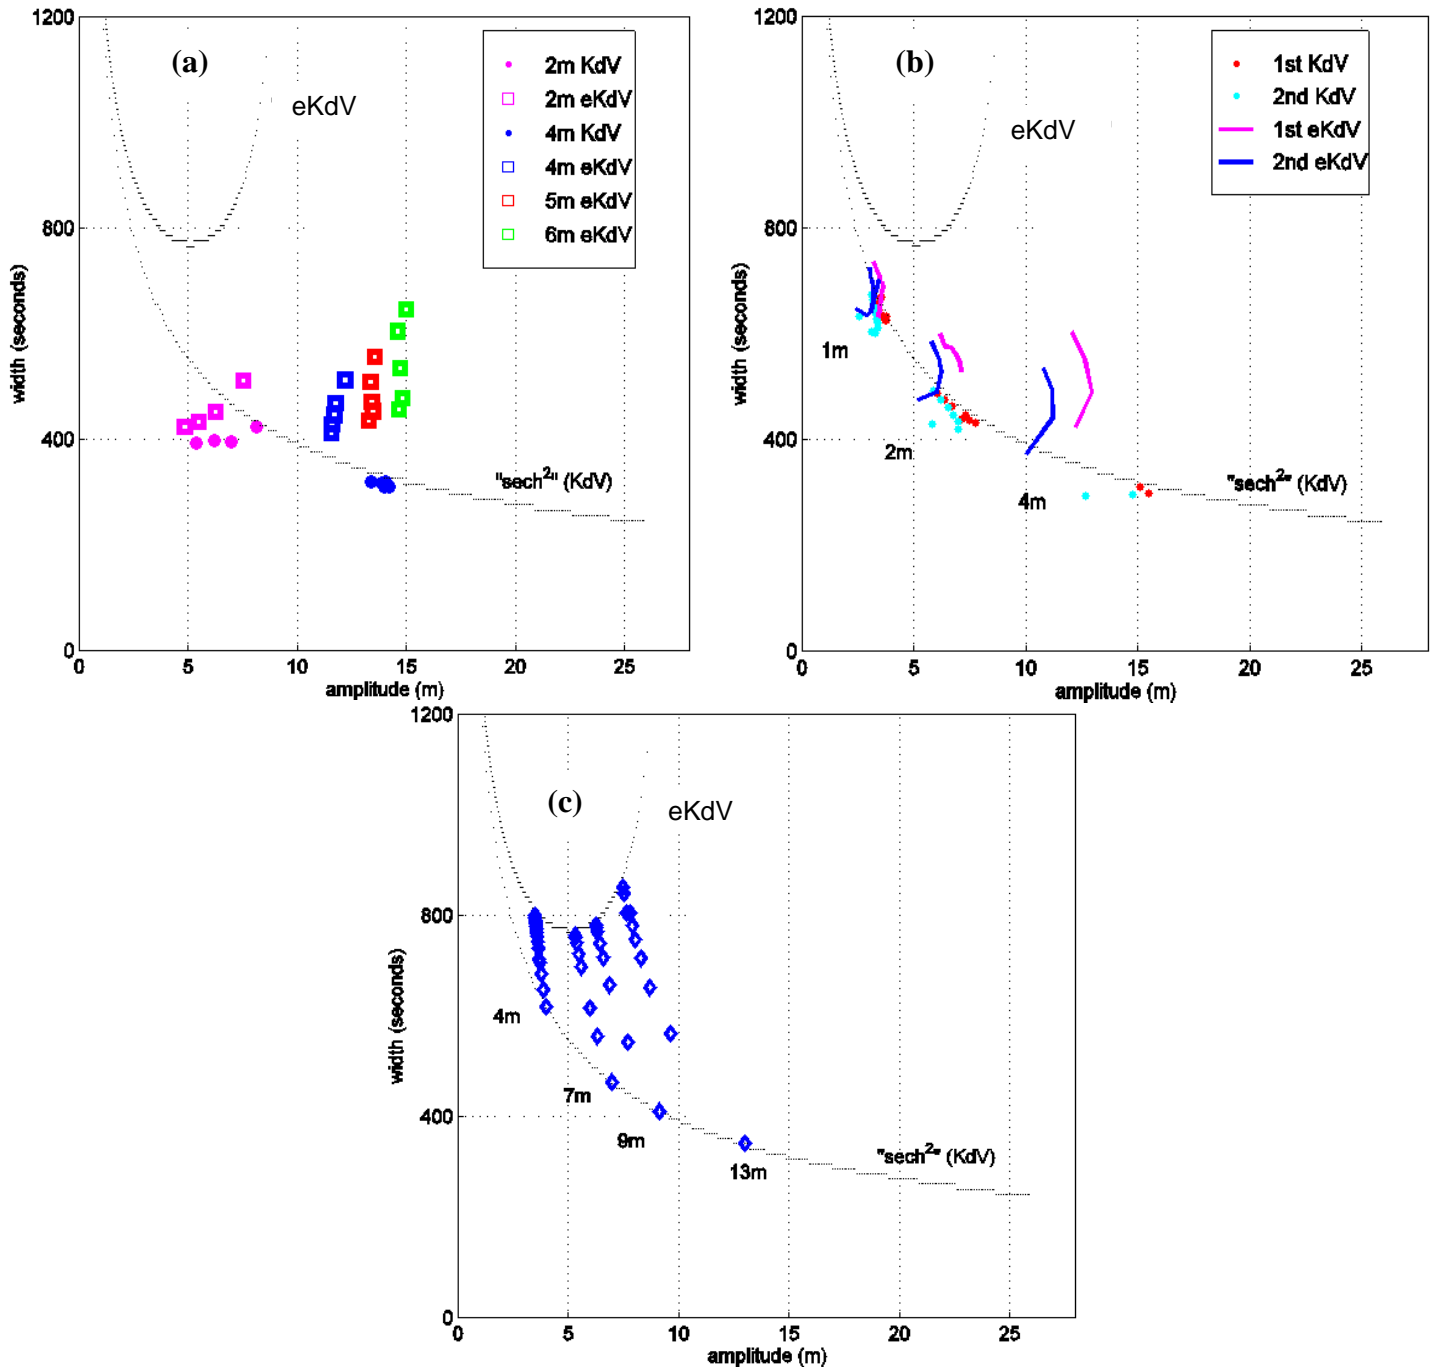 1200
(a)
2m KdV
2m eKdV
4m KdV
4m eKdV
5m eKdV
6m eKdV
eKdV
800
400
0
width (seconds)
"sech2" (KdV)
0 5 10 15 20 25
amplitude (m)
1200
(b)
1st KdV
2nd KdV
1st eKdV
2nd eKdV
eKdV
800
400
0
width (seconds)
1m
2m
4m
"sech2" (KdV)
0 5 10 15 20 25
amplitude (m)
1200
(c)
eKdV
800
400
0
width (seconds)
4m
7m
9m
13m
"sech2" (KdV)
0 5 10 15 20 25
amplitude (m)